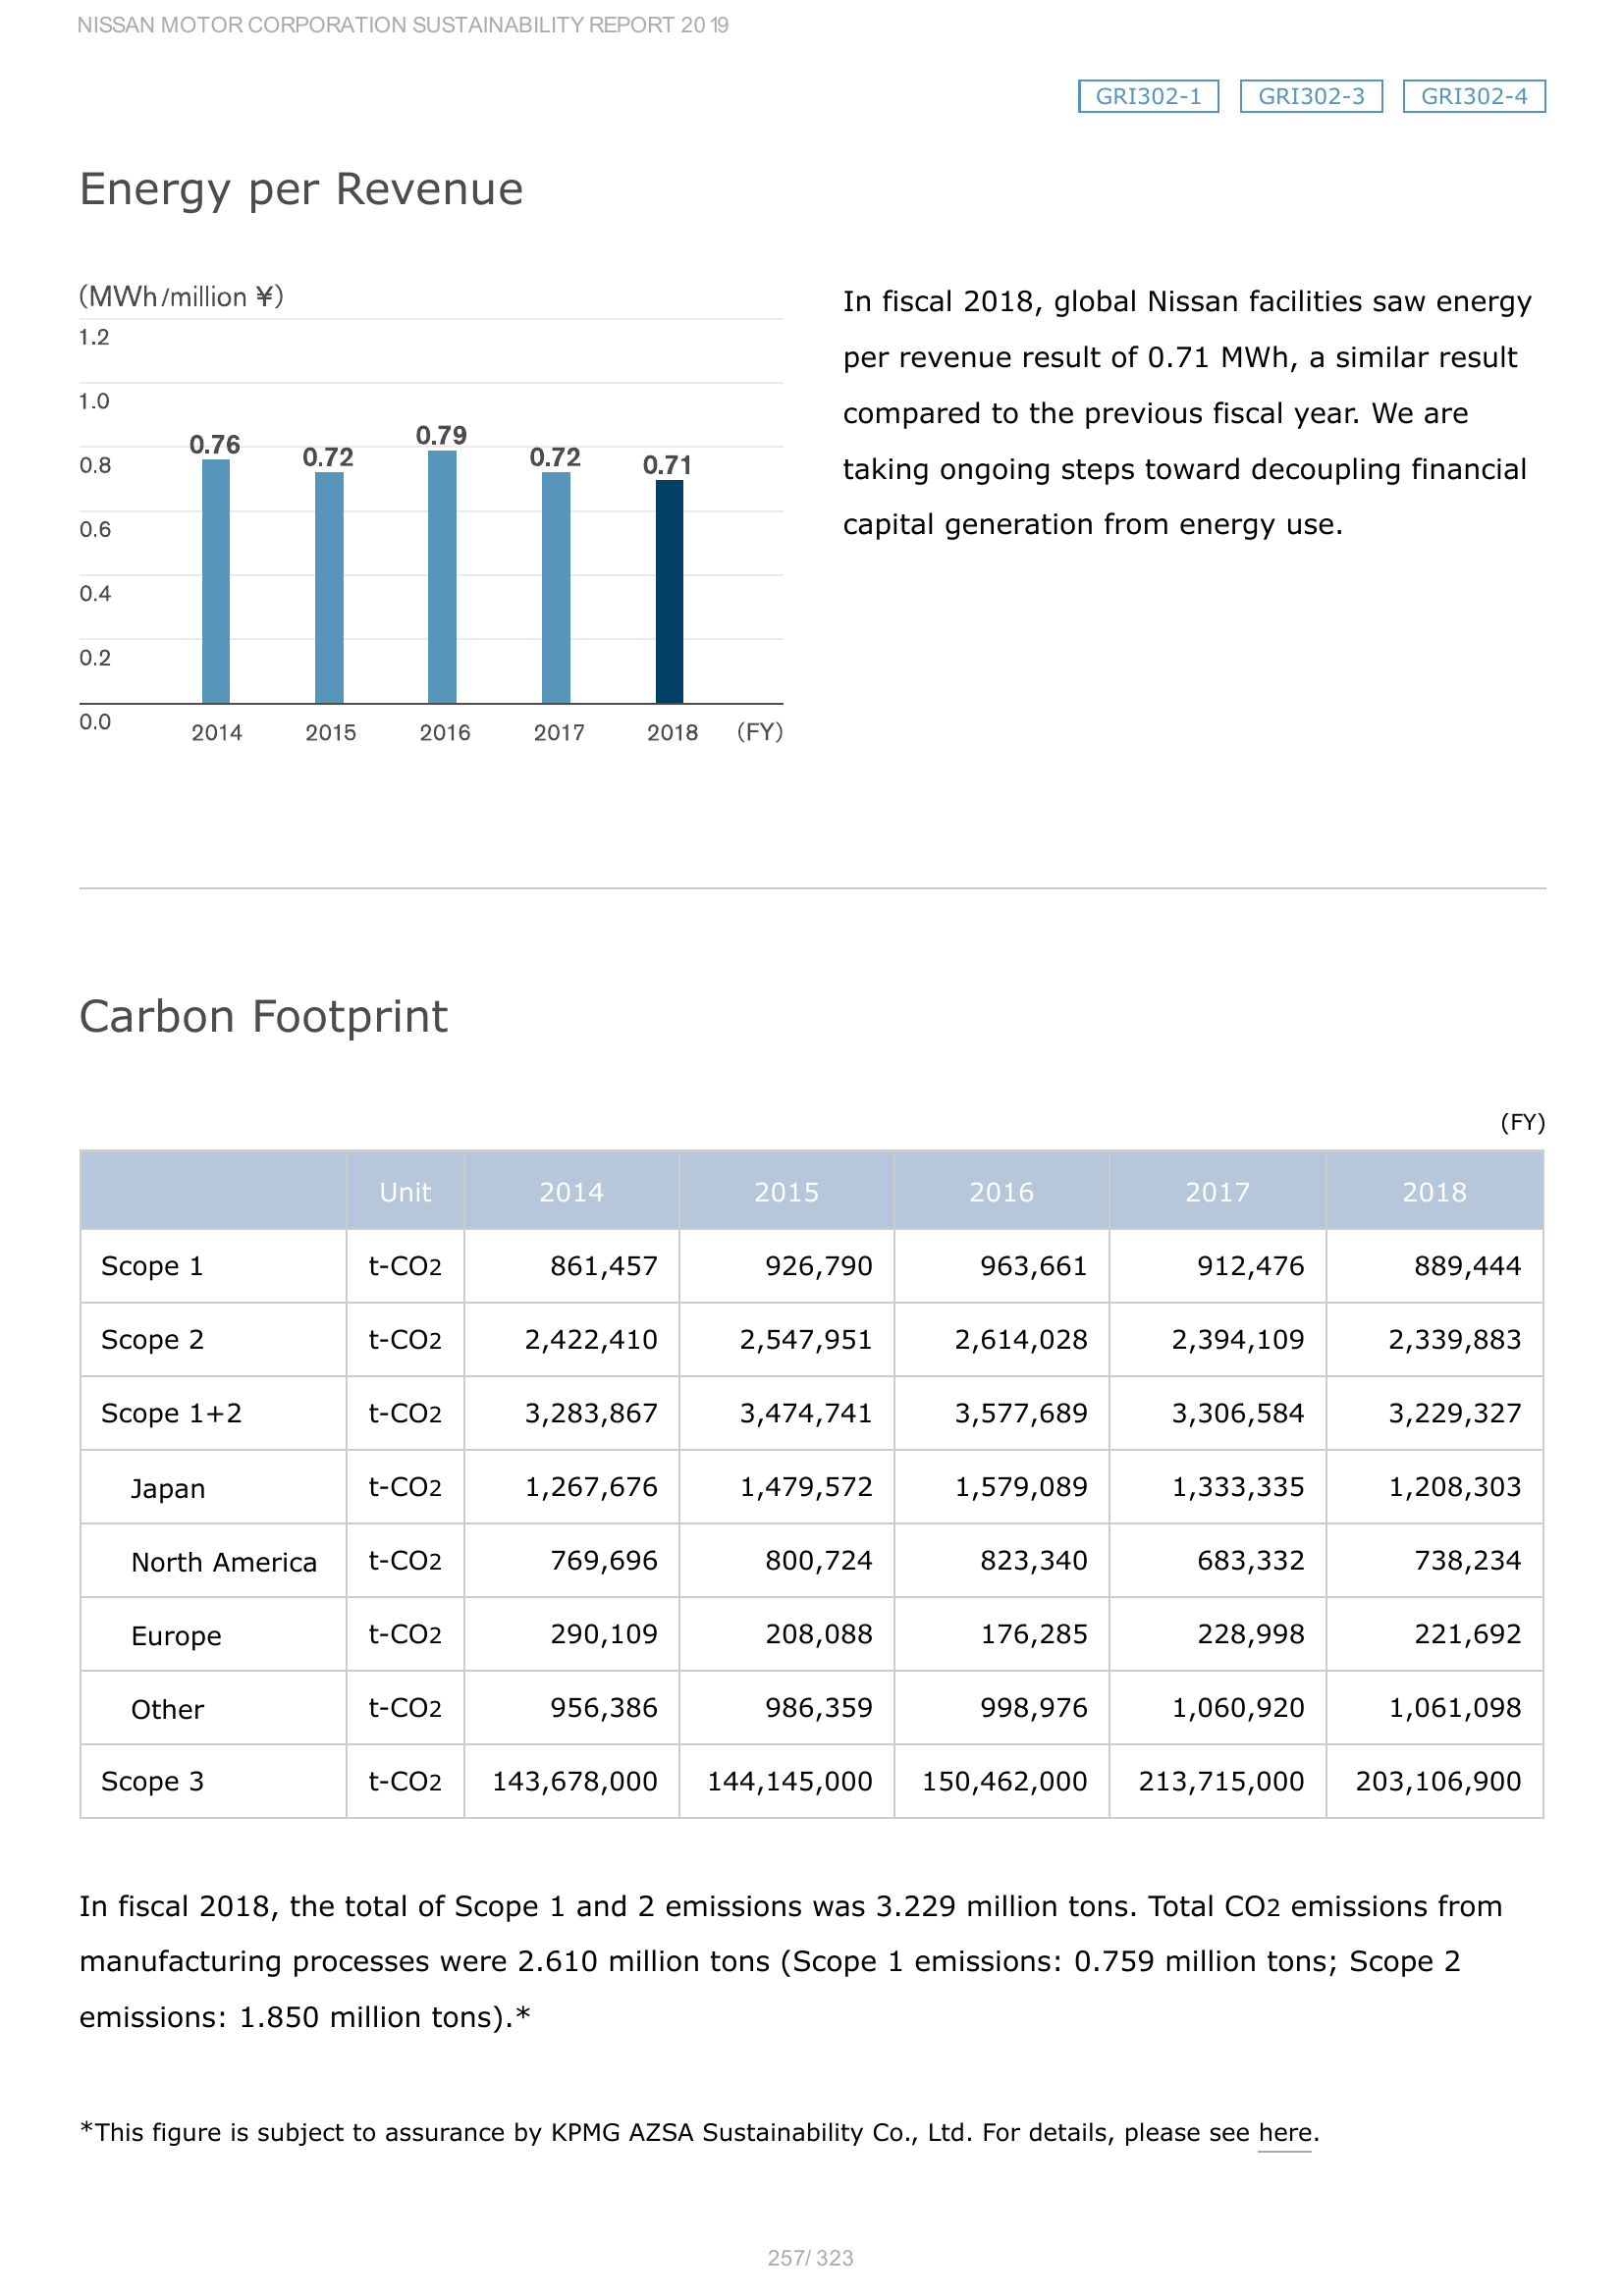 NISSAN MOTOR CORPORATION SUSTAINABILITY REPORT 2019
GRI302-1 GRI302-3 GRI302-4
Energy per Revenue
(MWh/million ¥)
1.2
1.0
0.8
0.6
0.4
0.2
0.0
0.76 0.72 0.79 0.72 0.71
2014 2015 2016 2017 2018 (FY)
In fiscal 2018, global Nissan facilities saw energy
per revenue result of 0.71 MWh, a similar result
compared to the previous fiscal year. We are
taking ongoing steps toward decoupling financial
capital generation from energy use.
Carbon Footprint
(FY)
Unit 2014 2015 2016 2017 2018
Scope 1 t-CO2 861,457 926,790 963,661 912,476 889,444
Scope 2 t-CO2 2,422,410 2,547,951 2,614,028 2,394,109 2,339,883
Scope 1+2 t-CO2 3,283,867 3,474,741 3,577,689 3,306,584 3,229,327
Japan t-CO2 1,267,676 1,479,572 1,579,089 1,333,335 1,208,303
North America t-CO2 769,696 800,724 823,340 683,332 738,234
Europe t-CO2 290,109 208,088 176,285 228,998 221,692
Other t-CO2 956,386 986,359 998,976 1,060,920 1,061,098
Scope 3 t-CO2 143,678,000 144,145,000 150,462,000 213,715,000 203,106,900
In fiscal 2018, the total of Scope 1 and 2 emissions was 3.229 million tons. Total CO2 emissions from
manufacturing processes were 2.610 million tons (Scope 1 emissions: 0.759 million tons; Scope 2
emissions: 1.850 million tons).*
*This figure is subject to assurance by KPMG AZSA Sustainability Co., Ltd. For details, please see here.
257/ 323